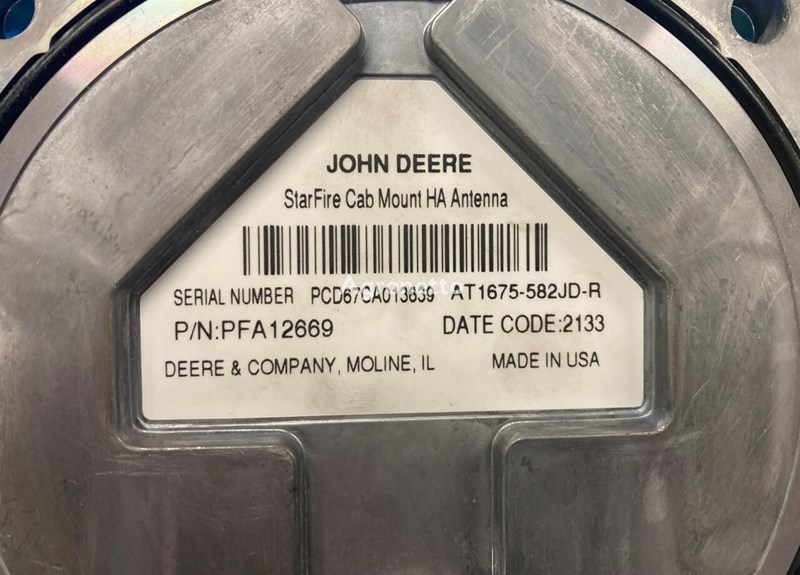 JOHN DEERE
StarFire Cab Mount HA Antenna
SERIAL NUMBER AT1675-582JD-R
P/N:PFA12669 DATE CODE:2133
DEERE & COMPANY, MOLINE, IL MADE IN USA